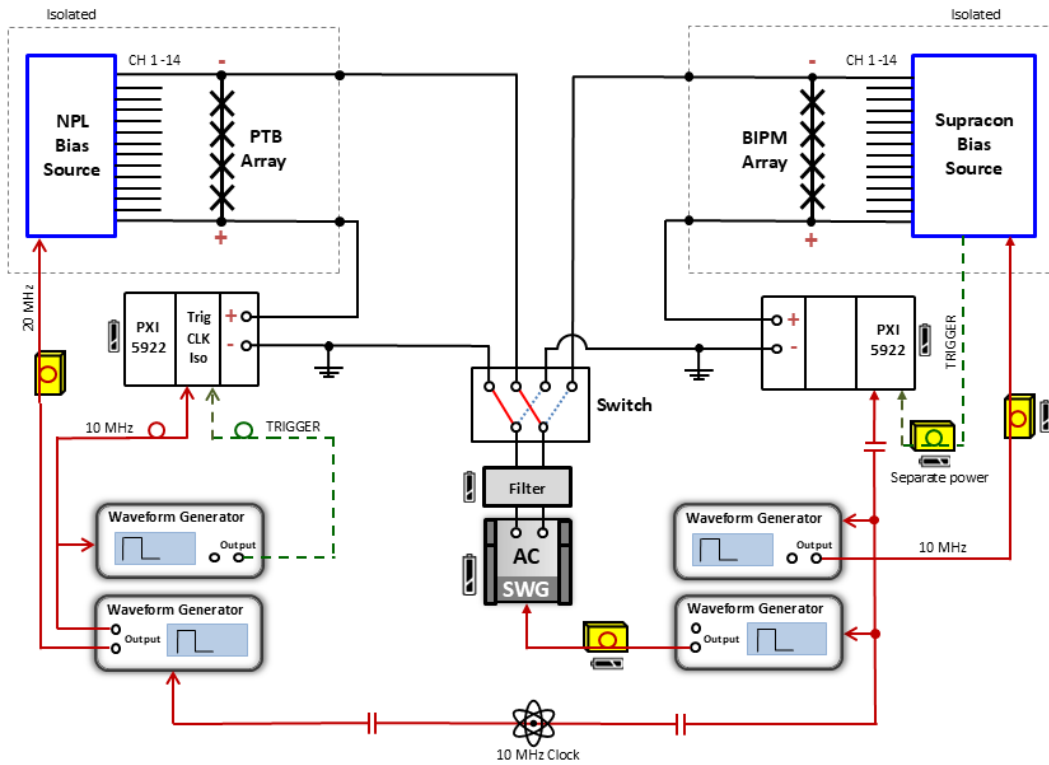 Isolated
Isolated
CH 1 -14
-
-
CH 1 -14
NPL
Bias
Source
PTB
Array
BIPM
Array
Supracon
Bias
Source
+
+
20 MHz
PXI
5922
Trig
CLK
Iso
+
-
+
-
PXI
5922
TRIGGER
Switch
10 MHz
TRIGGER
Separate power
Filter
Waveform Generator
Output
AC
SWG
Waveform Generator
Output
10 MHz
Waveform Generator
Output
Waveform Generator
Output
10 MHz Clock